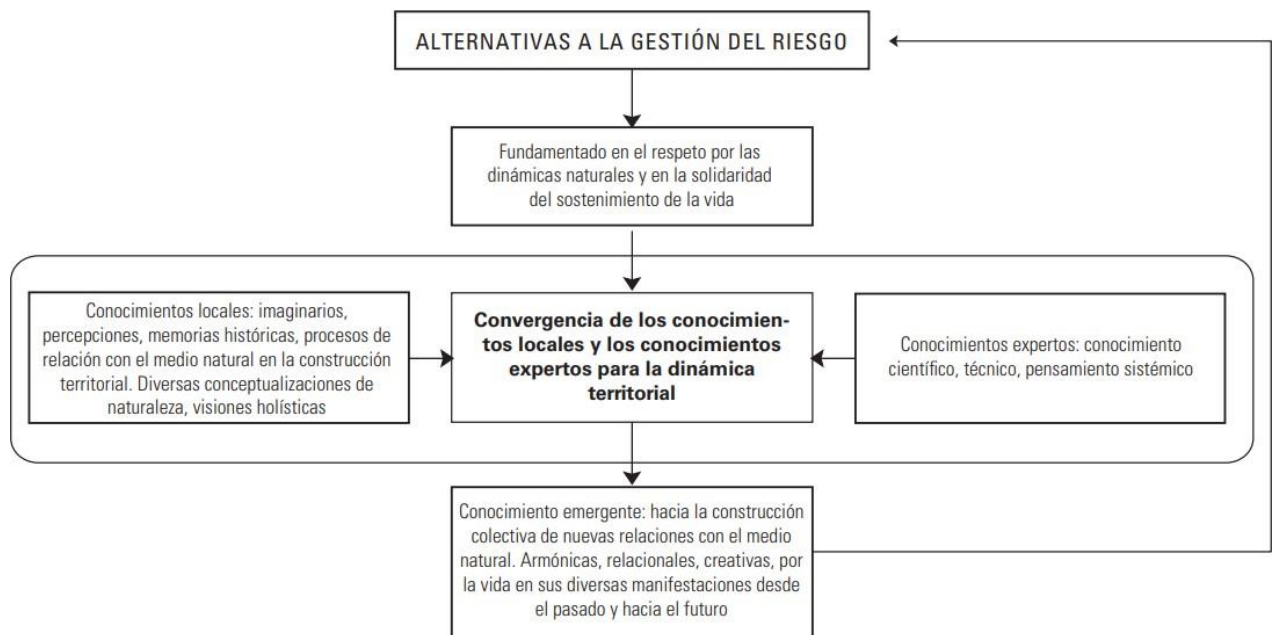 ALTERNATIVAS A LA GESTIÓN DEL RIESGO
Fundamentado en el respeto por las
dinámicas naturales y en la solidaridad
del sostenimiento de la vida
Conocimientos locales: imaginarios,
percepciones, memorias históricas, procesos de
relación con el medio natural en la construcción
territorial. Diversas conceptualizaciones de
naturaleza, visiones holísticas
Convergencia de los conocimien-
tos locales y los conocimientos
expertos para la dinámica
territorial
Conocimientos expertos: conocimiento
científico, técnico, pensamiento sistémico
Conocimiento emergente: hacia la construcción
colectiva de nuevas relaciones con el medio
natural. Armónicas, relacionales, creativas, por
la vida en sus diversas manifestaciones desde
el pasado y hacia el futuro